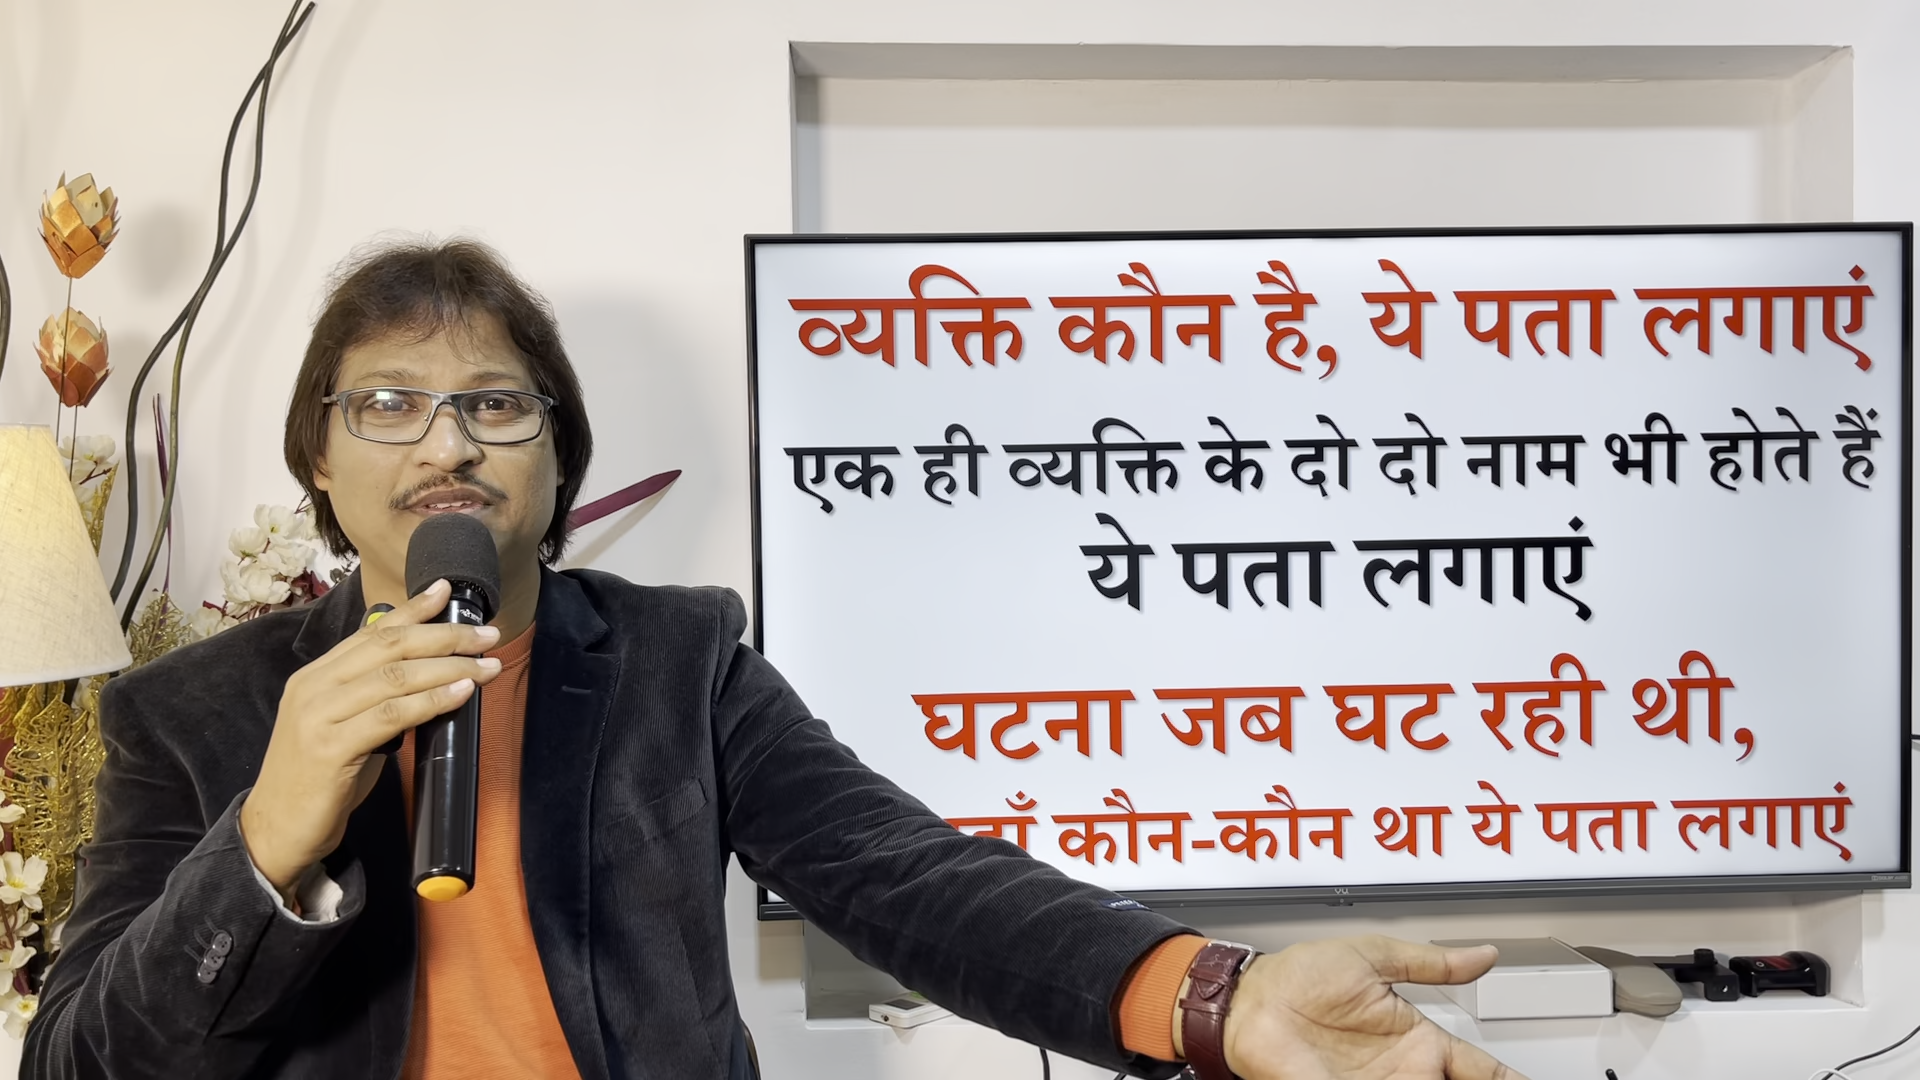 व्यक्ति कौन है, ये पता लगाएं
एक ही व्यक्ति के दो दो नाम भी होते हैं
ये पता लगाएं
घटना जब घट रही थी,
कौन-कौन था ये पता लगाएं